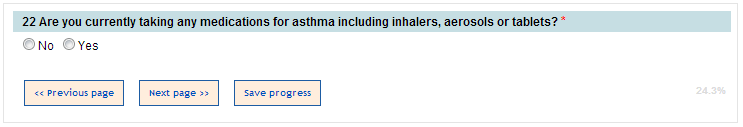 22 Are you currently taking any medications for asthma including inhalers, aerosols or tablets? *
No Yes
<< Previous page Next page >> Save progress 24.3%